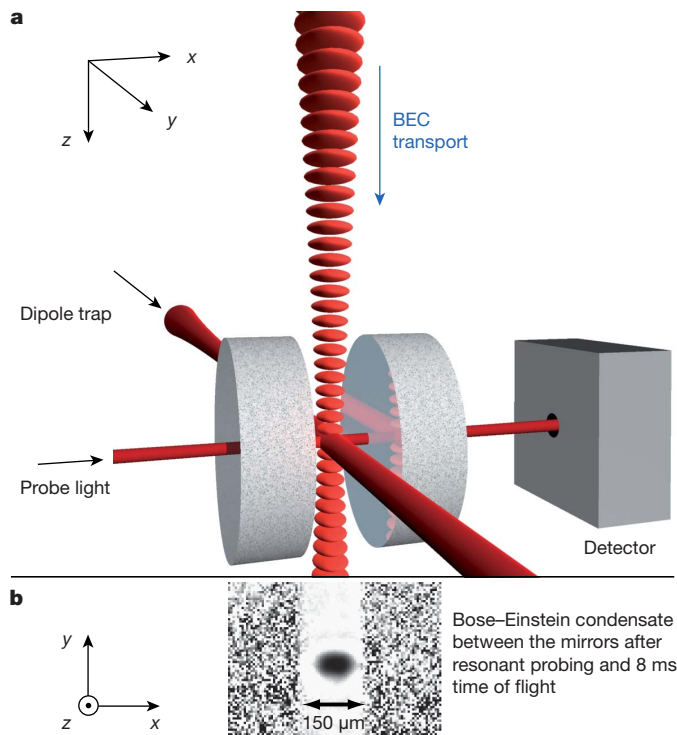 a
x
y
z
BEC
transport
Dipole trap
Probe light
Detector
b
y
z
x
150 µm
Bose–Einstein condensate
between the mirrors after
resonant probing and 8 ms
time of flight